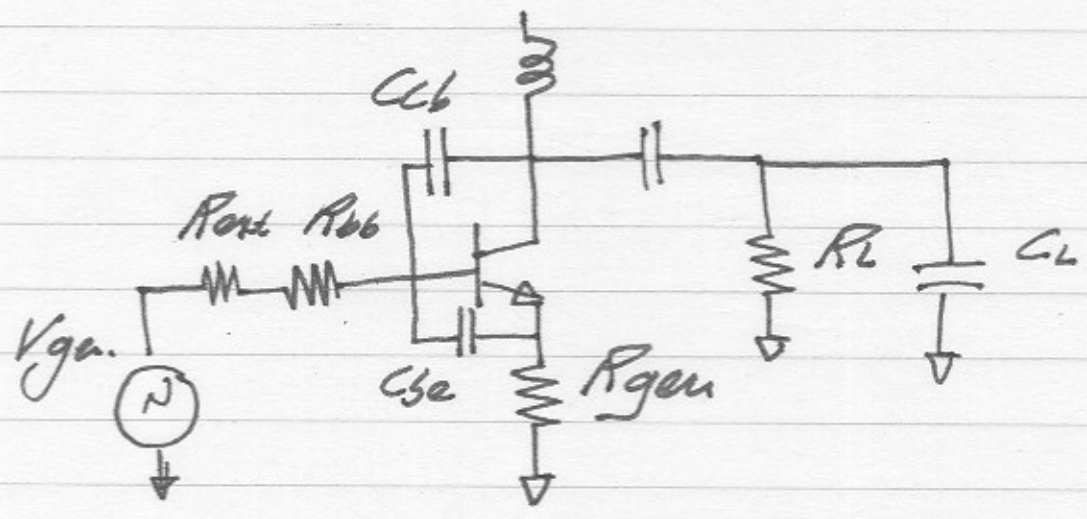 Ccb
Rext Rbb
RL
CL
Vgen.
Cbe
Rgen